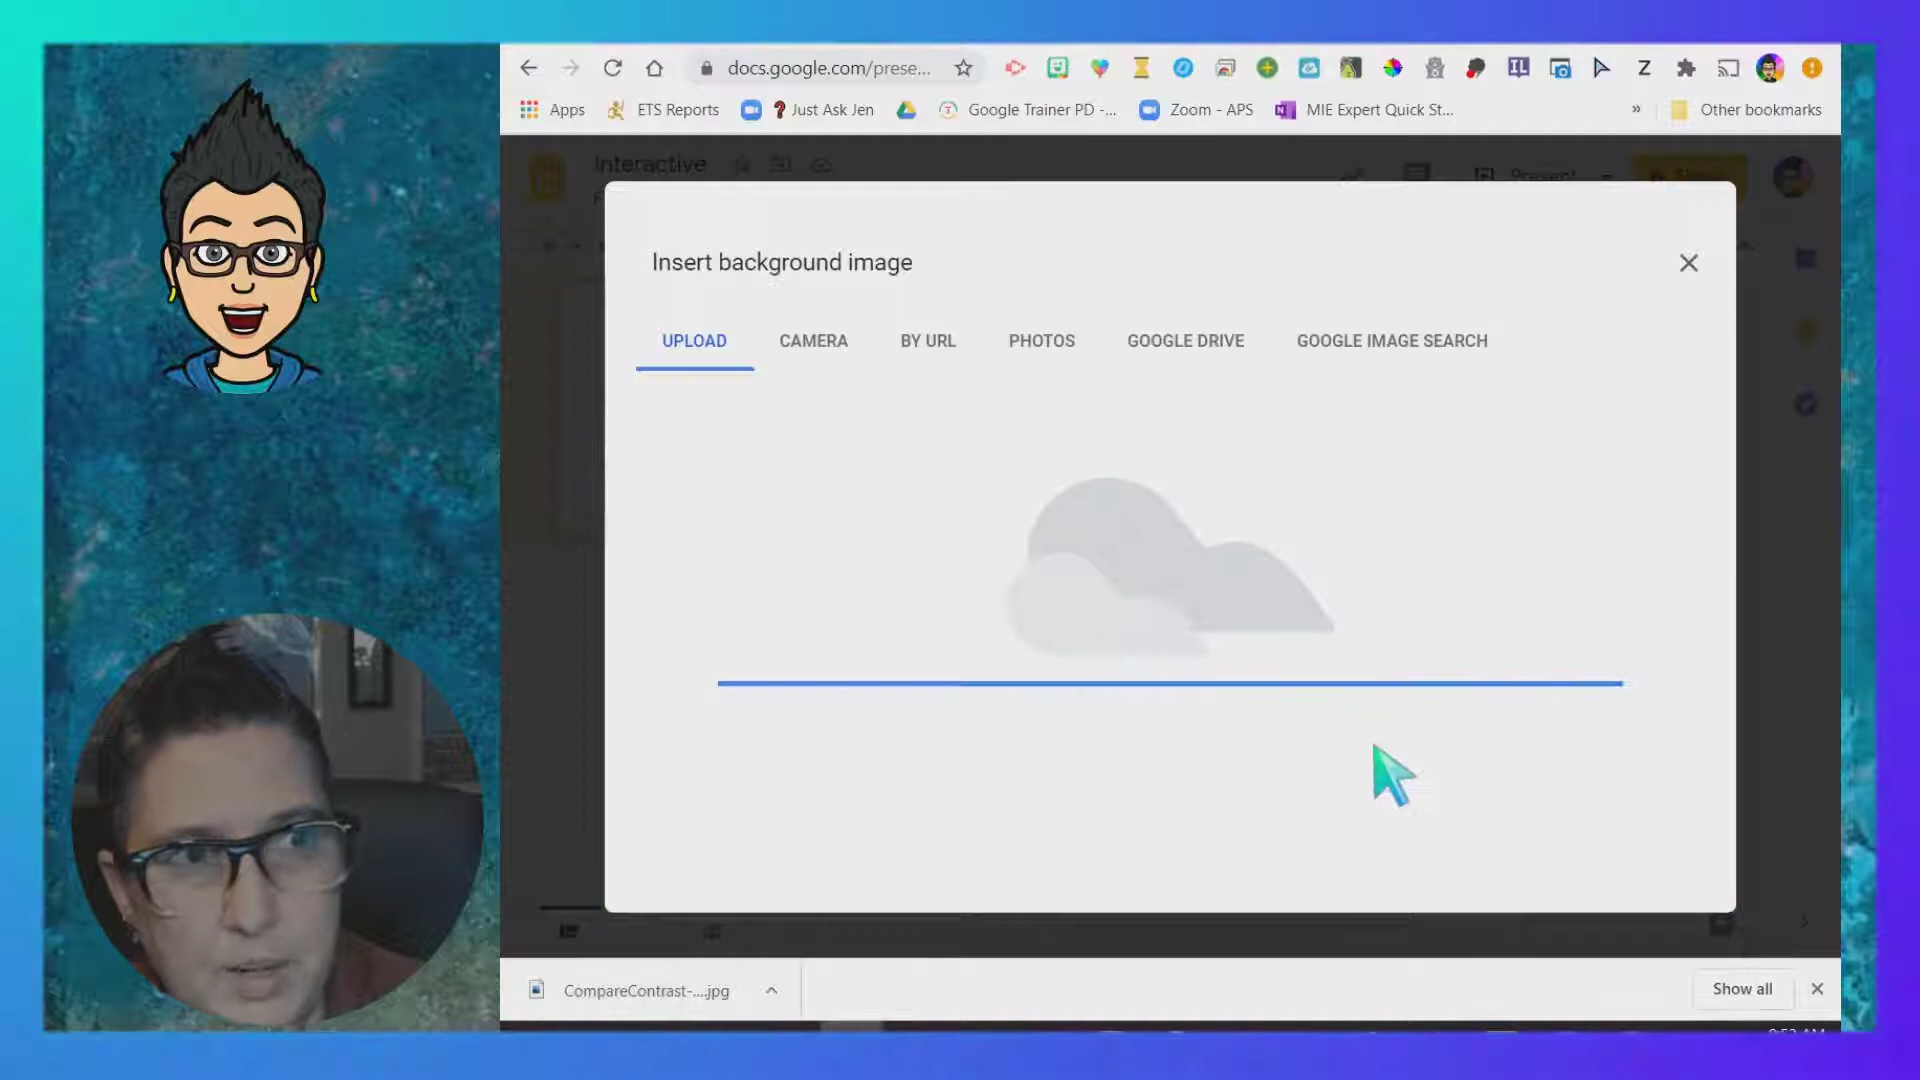 docs.google.com/prese...
IL
Z
Apps
ETS Reports
Just Ask Jen
Google Trainer PD -...
Zoom - APS
MIE Expert Quick St...
»
Other bookmarks
Interactive
Present
Insert background image
UPLOAD
CAMERA
BY URL
PHOTOS
GOOGLE DRIVE
GOOGLE IMAGE SEARCH
CompareContrast-....jpg
Show all